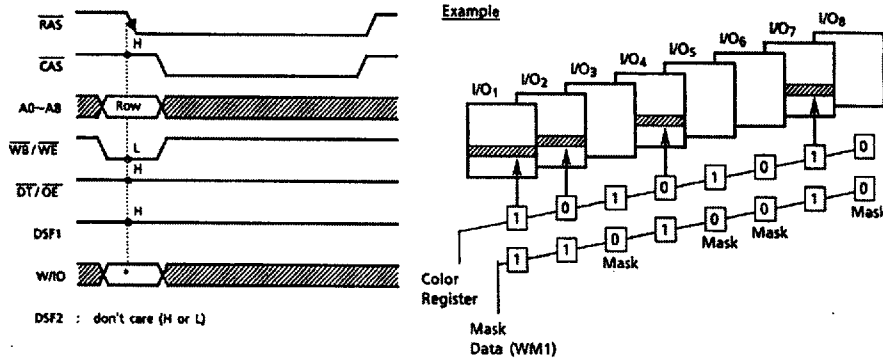 RAS
H
CAS
A0~A8
Row
WB/WE
L
H
DT/OE
H
DSF1
W/IO
*
DSF2 : don't care (H or L)
Example
I/O1
I/O2
I/O3
I/O4
I/O5
I/O6
I/O7
I/O8
1 0 1 0 1 0 1 0
Color
Register
1 1 0 1 0 0 1 0
Mask Mask Mask Mask
Mask
Data (WM1)